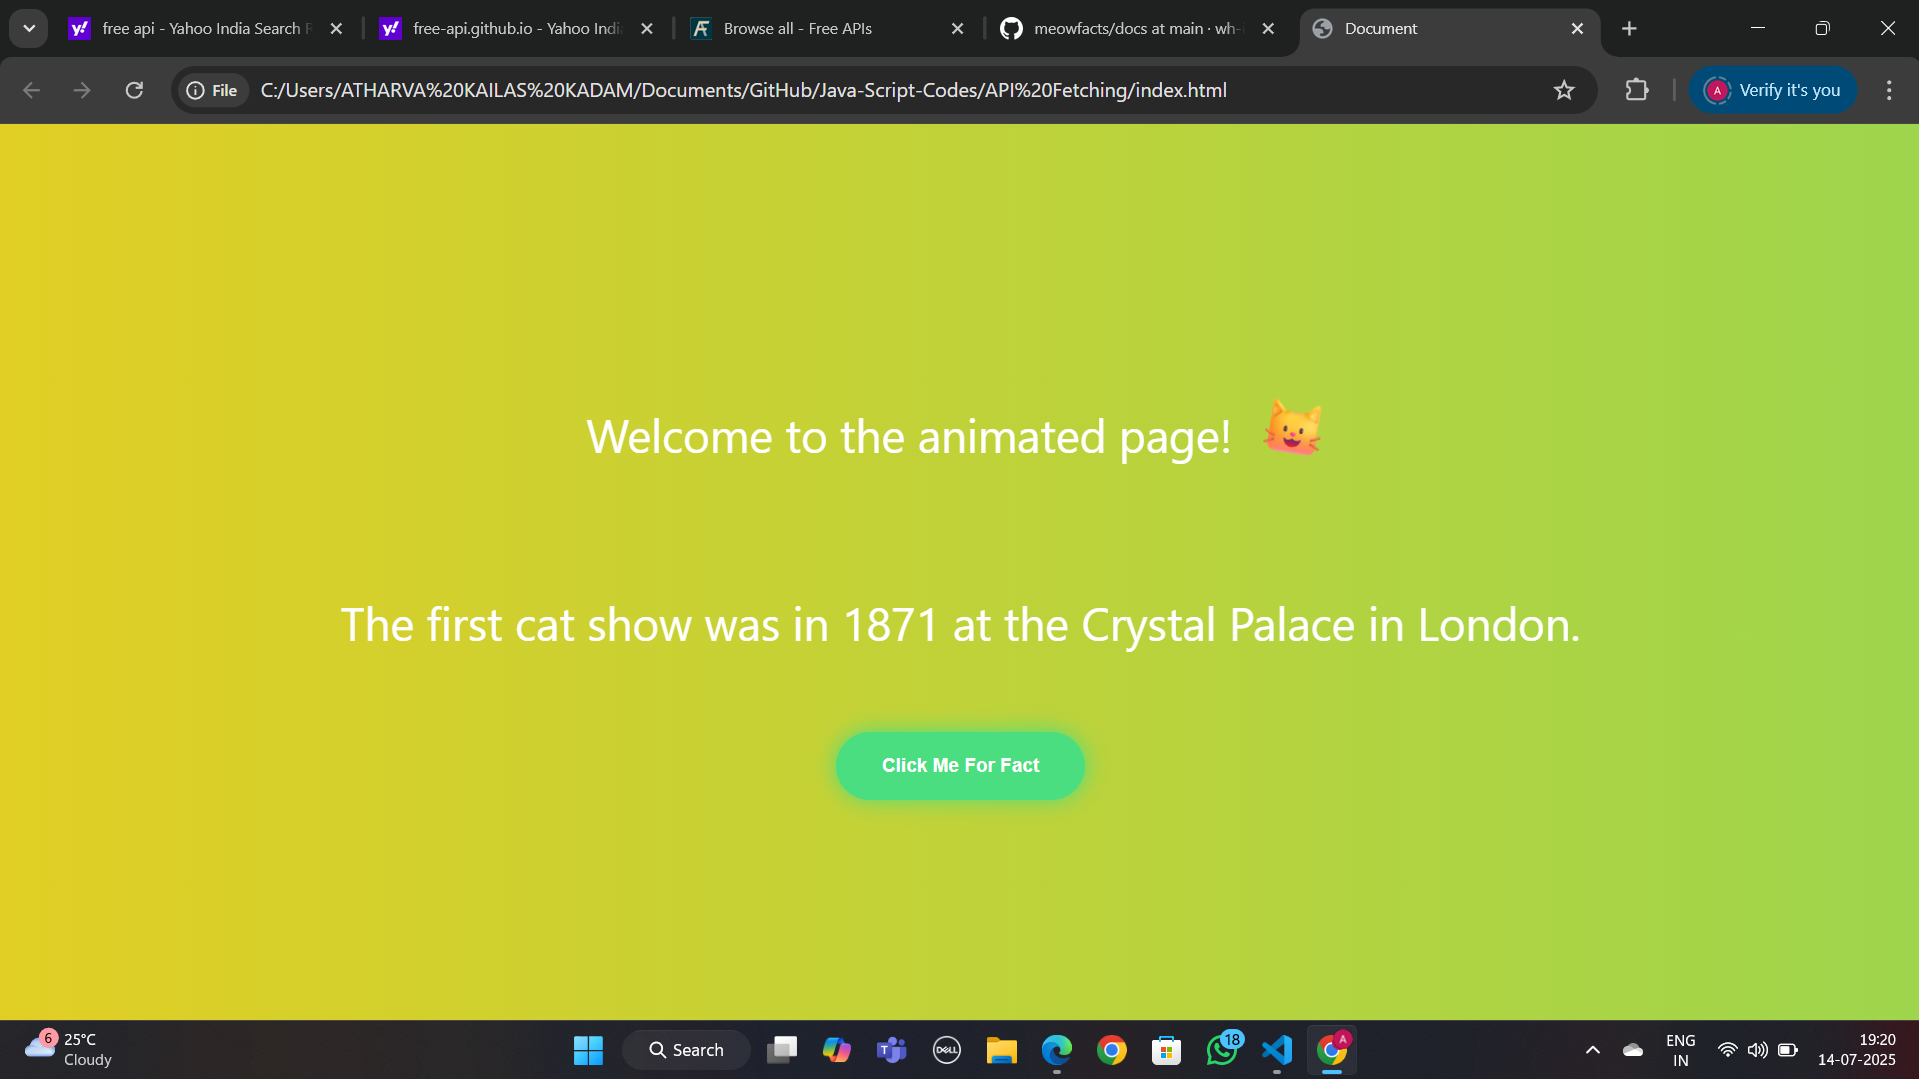 free api - Yahoo India Search R
free-api.github.io - Yahoo Indi
Browse all - Free APIs
meowfacts/docs at main · wh-i
Document
File
C:/Users/ATHARVA%20KAILAS%20KADAM/Documents/GitHub/Java-Script-Codes/API%20Fetching/index.html
A
Verify it's you
Welcome to the animated page!
The first cat show was in 1871 at the Crystal Palace in London.
Click Me For Fact
6
25°C
Cloudy
Search
DELL
18
A
ENG
IN
19:20
14-07-2025